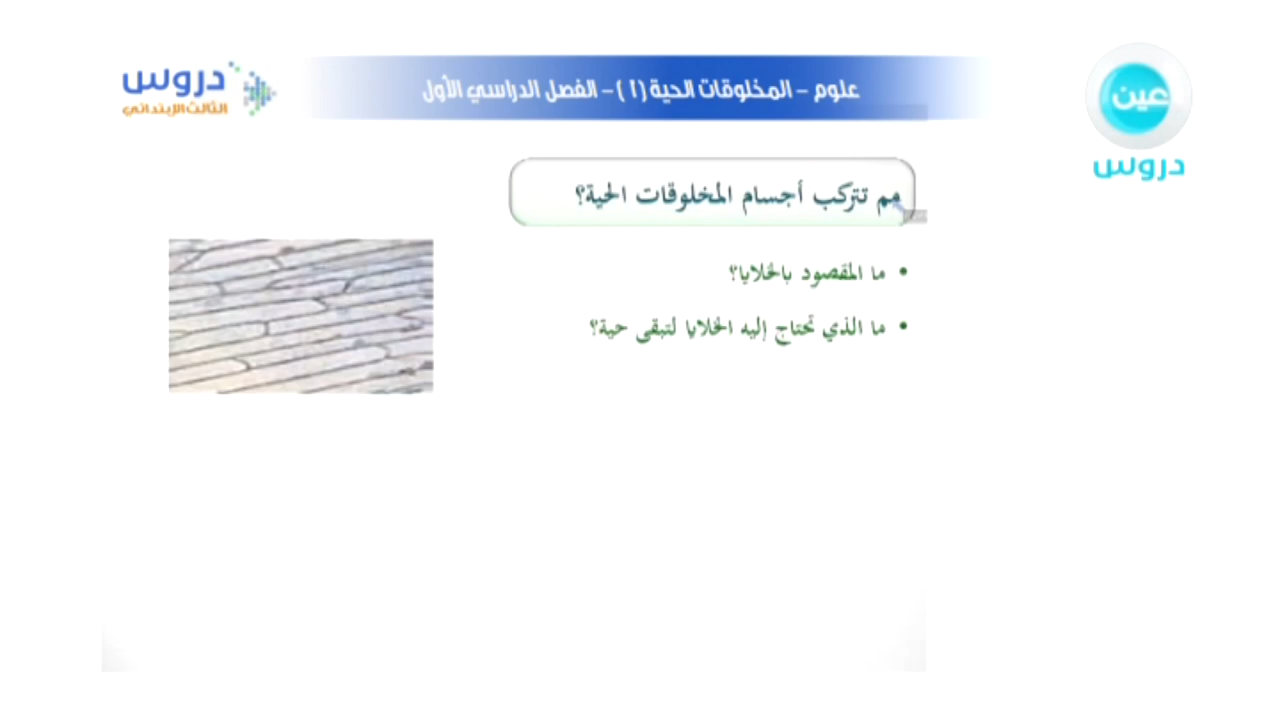 علوم – المخلوقات الحية (١) – الفصل الدراسي الأول
دروس
الثالث الإبتدائي
عين
دروس
مم تتركب أجسام المخلوقات الحية؟
• ما المقصود بالخلايا؟
• ما الذي تحتاج إليه الخلايا لتبقى حية؟